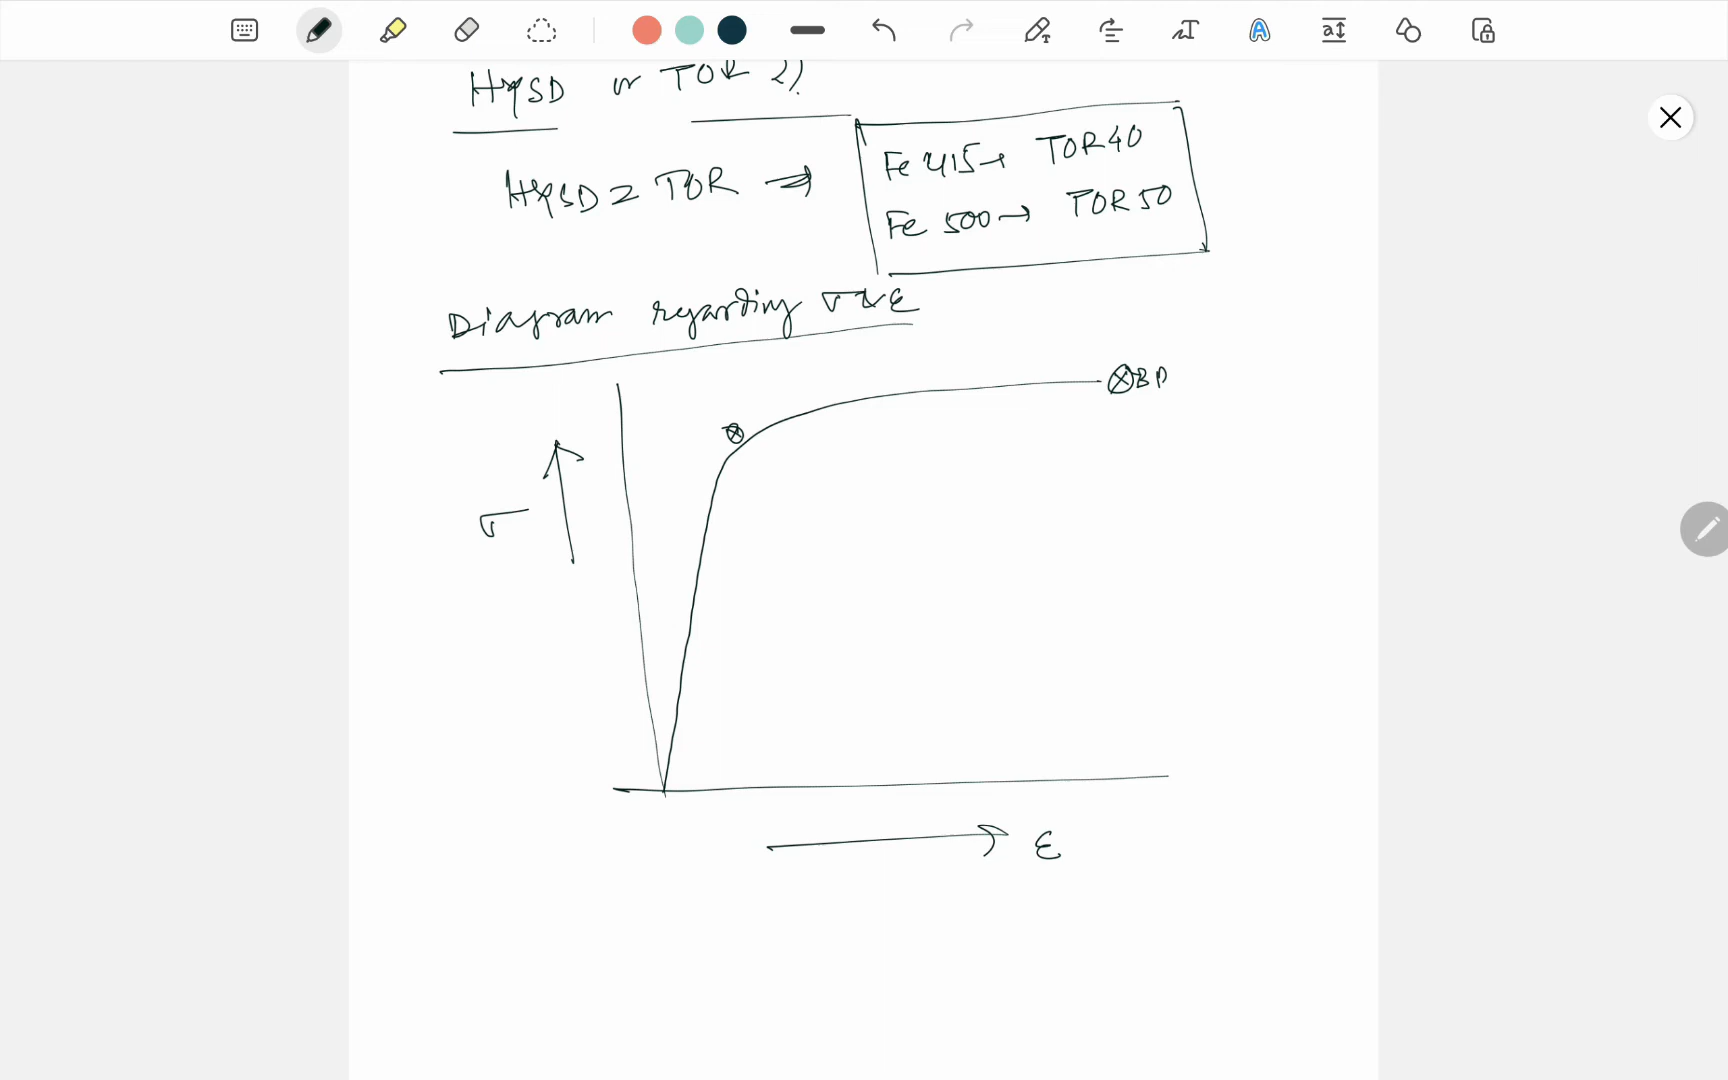 HYSD or TOR
HYSD = TOR ⇒
Fe 415 → TOR 40
Fe 500 → TOR 50
Diagram regarding σ & ε
BP
σ
ε